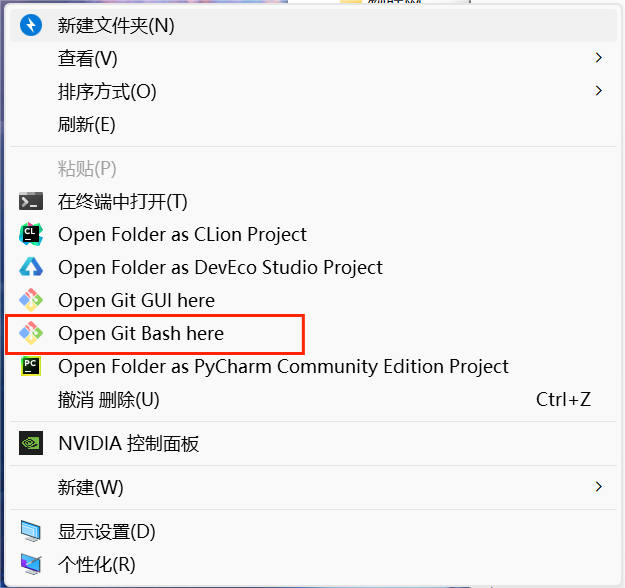 新建文件夹(N)
查看(V)
排序方式(O)
刷新(E)
粘贴(P)
在终端中打开(T)
Open Folder as CLion Project
Open Folder as DevEco Studio Project
Open Git GUI here
Open Git Bash here
Open Folder as PyCharm Community Edition Project
撤消 删除(U) Ctrl+Z
NVIDIA 控制面板
新建(W)
显示设置(D)
个性化(R)